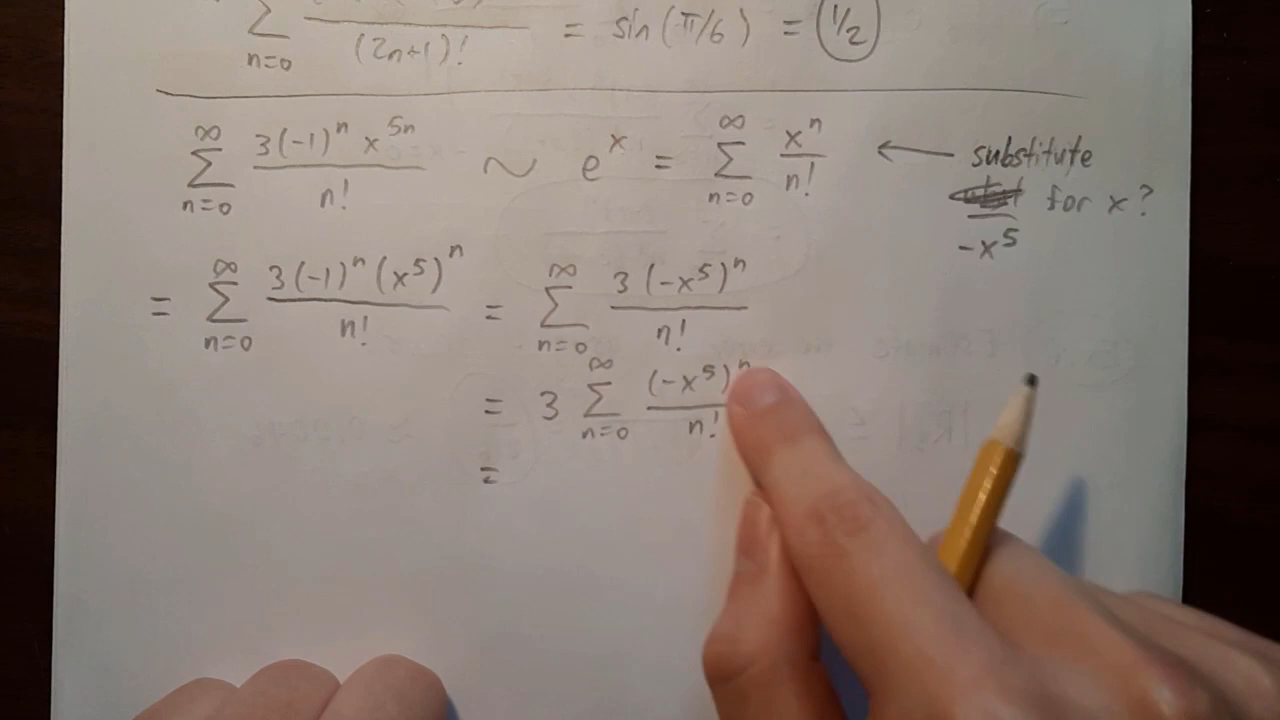 ∞ Σ n=0 (2n+1)! = sin(π/6) = 1/2
∞ Σ n=0 3(-1)^n x^5n / n! ~ e^x = ∞ Σ n=0 x^n / n! ← substitute
for x?
-x^5
= ∞ Σ n=0 3(-1)^n (x^5)^n / n! = ∞ Σ n=0 3(-x^5)^n / n!
= 3 ∞ Σ n=0 (-x^5)^n / n!
=